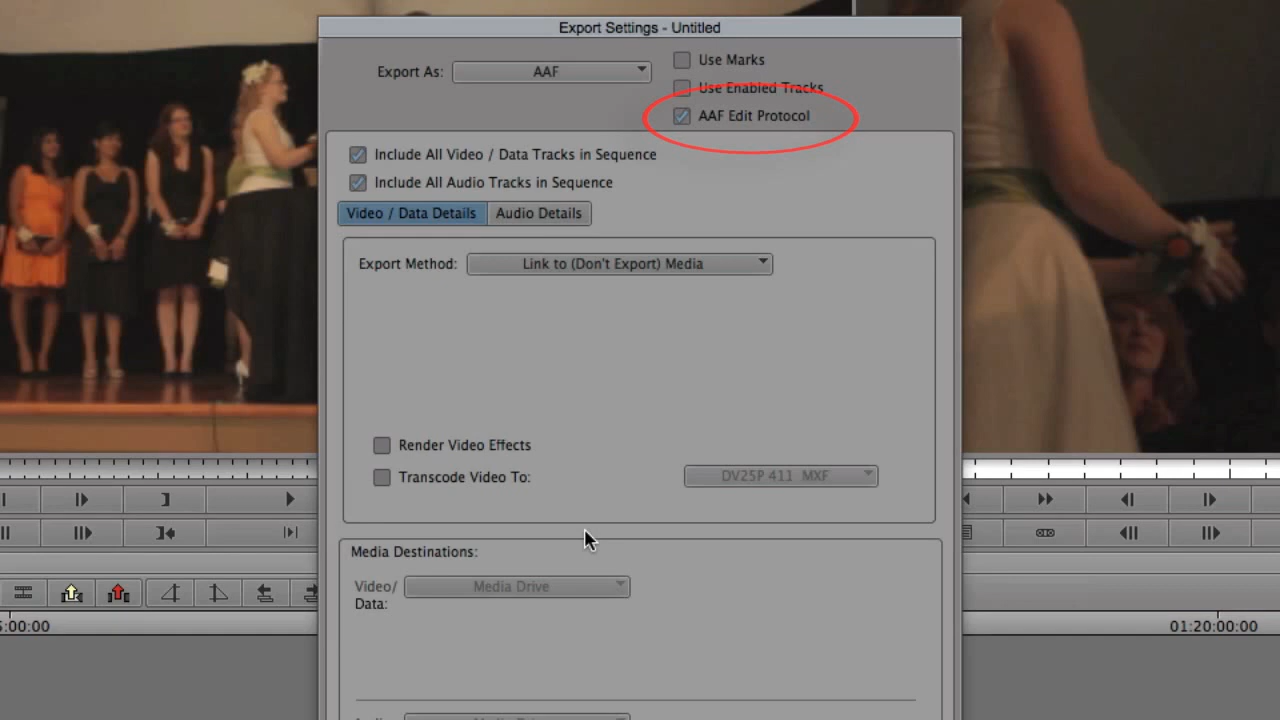 Export Settings - Untitled
Export As: AAF
Use Marks
Use Enabled Tracks
AAF Edit Protocol
Include All Video / Data Tracks in Sequence
Include All Audio Tracks in Sequence
Video / Data Details Audio Details
Export Method: Link to (Don't Export) Media
Render Video Effects
Transcode Video To: DV25P 411 MXF
Media Destinations:
Video/ Media Drive
Data:
:00:00
01:20:00:00